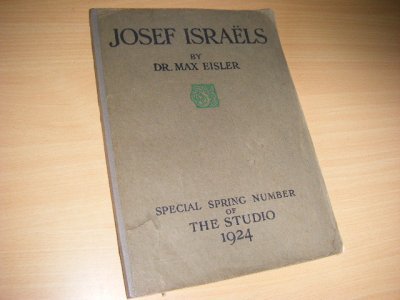 JOSEF ISRAËLS
BY
DR. MAX EISLER
SPECIAL SPRING NUMBER
OF
THE STUDIO
1924